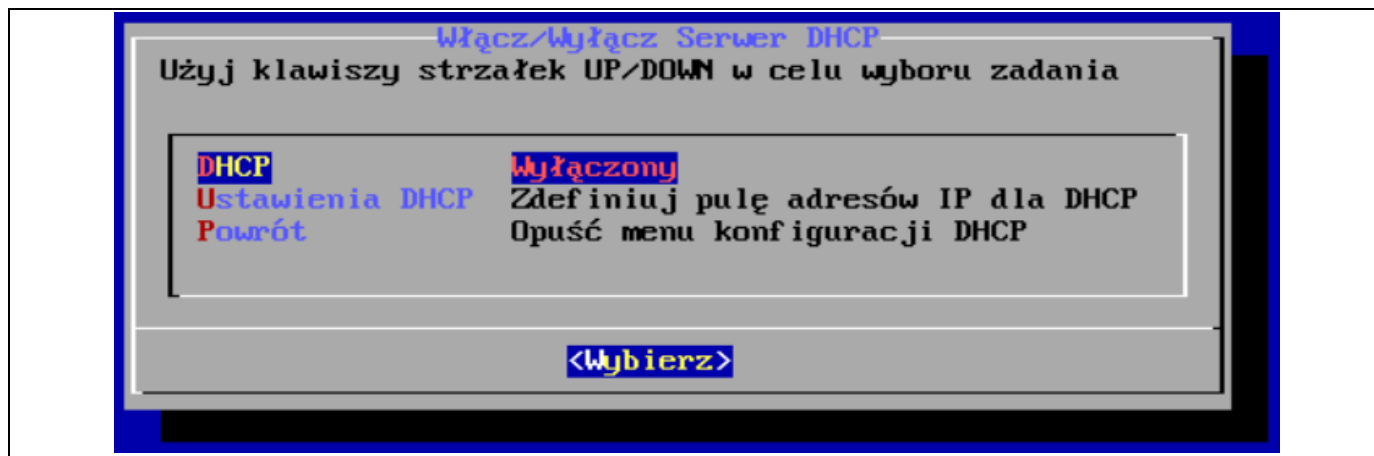 Włącz/Wyłącz Serwer DHCP
Użyj klawiszy strzałek UP/DOWN w celu wyboru zadania
DHCP Wyłączony
Ustawienia DHCP Zdefiniuj pulę adresów IP dla DHCP
Powrót Opuść menu konfiguracji DHCP
<Wybierz>